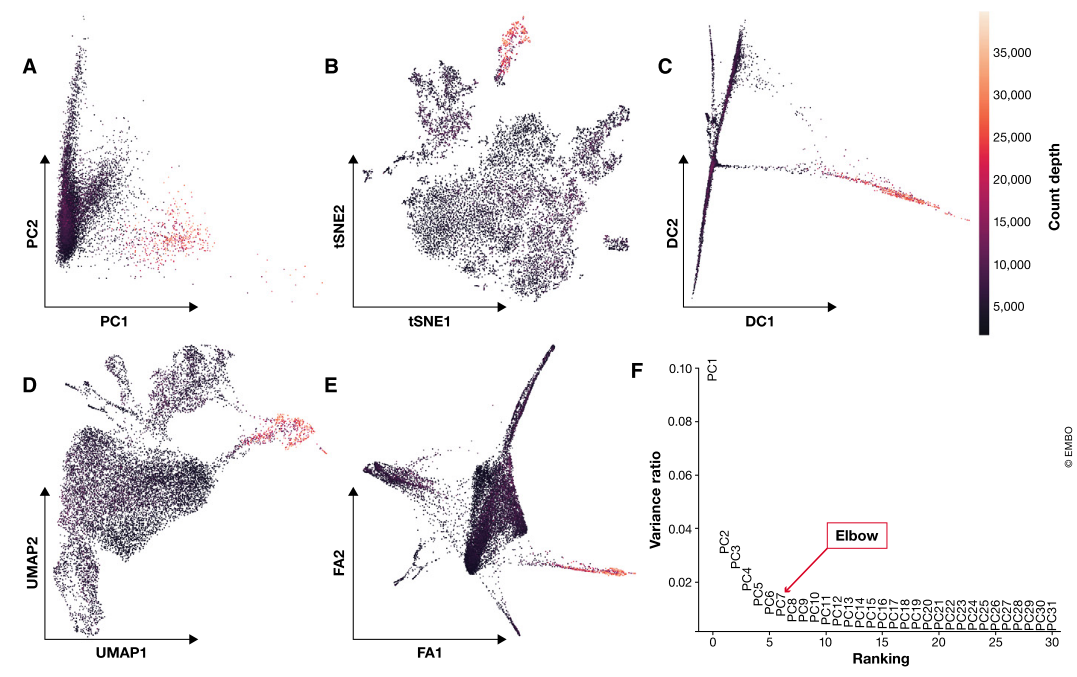 A
PC2
PC1
B
tSNE2
tSNE1
C
DC2
DC1
35,000
30,000
25,000
20,000
15,000
10,000
5,000
Count depth
D
UMAP2
UMAP1
E
FA2
FA1
F
Variance ratio
0.10
0.08
0.06
0.04
0.02
PC1
PC2
PC3
PC4
PC5
PC6
PC7
PC8
PC9
PC10
PC11
PC12
PC13
PC14
PC15
PC16
PC17
PC18
PC19
PC20
PC21
PC22
PC23
PC24
PC25
PC26
PC27
PC28
PC29
PC30
PC31
Elbow
0 5 10 15 20 25 30
Ranking
© EMBO